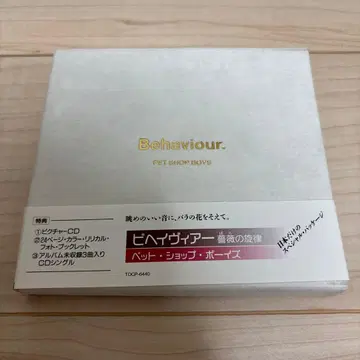 Behaviour.
PET SHOP BOYS
特典
①ピクチャーCD
②24ページ・カラー・リリカル・
フォト・ブックレット
③アルバム未収録3曲入り
CDシングル
眺めのいい音に、バラの花をそえて。
ビヘイヴィアー 薔薇の旋律
ペット・ショップ・ボーイズ
TOCP-6440
日本だけの
スペシャル・パッケージ